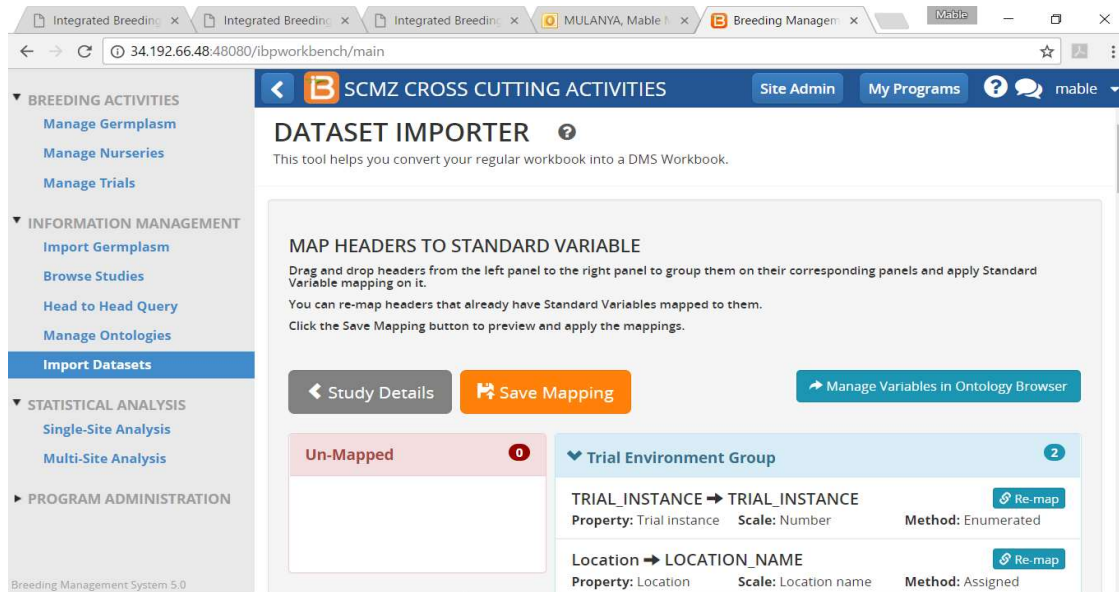 Integrated Breeding
Integrated Breeding
Integrated Breeding
MULANYA, Mable
Breeding Managem
Mable
34.192.66.48:48080/ibpworkbench/main
BREEDING ACTIVITIES
Manage Germplasm
Manage Nurseries
Manage Trials
INFORMATION MANAGEMENT
Import Germplasm
Browse Studies
Head to Head Query
Manage Ontologies
Import Datasets
STATISTICAL ANALYSIS
Single-Site Analysis
Multi-Site Analysis
PROGRAM ADMINISTRATION
Breeding Management System 5.0
SCMZ CROSS CUTTING ACTIVITIES
Site Admin
My Programs
mable
DATASET IMPORTER
This tool helps you convert your regular workbook into a DMS Workbook.
MAP HEADERS TO STANDARD VARIABLE
Drag and drop headers from the left panel to the right panel to group them on their corresponding panels and apply Standard
Variable mapping on it.
You can re-map headers that already have Standard Variables mapped to them.
Click the Save Mapping button to preview and apply the mappings.
Study Details
Save Mapping
Manage Variables in Ontology Browser
Un-Mapped 0
Trial Environment Group 2
TRIAL_INSTANCE ➔ TRIAL_INSTANCE Re-map
Property: Trial instance Scale: Number Method: Enumerated
Location ➔ LOCATION_NAME Re-map
Property: Location Scale: Location name Method: Assigned